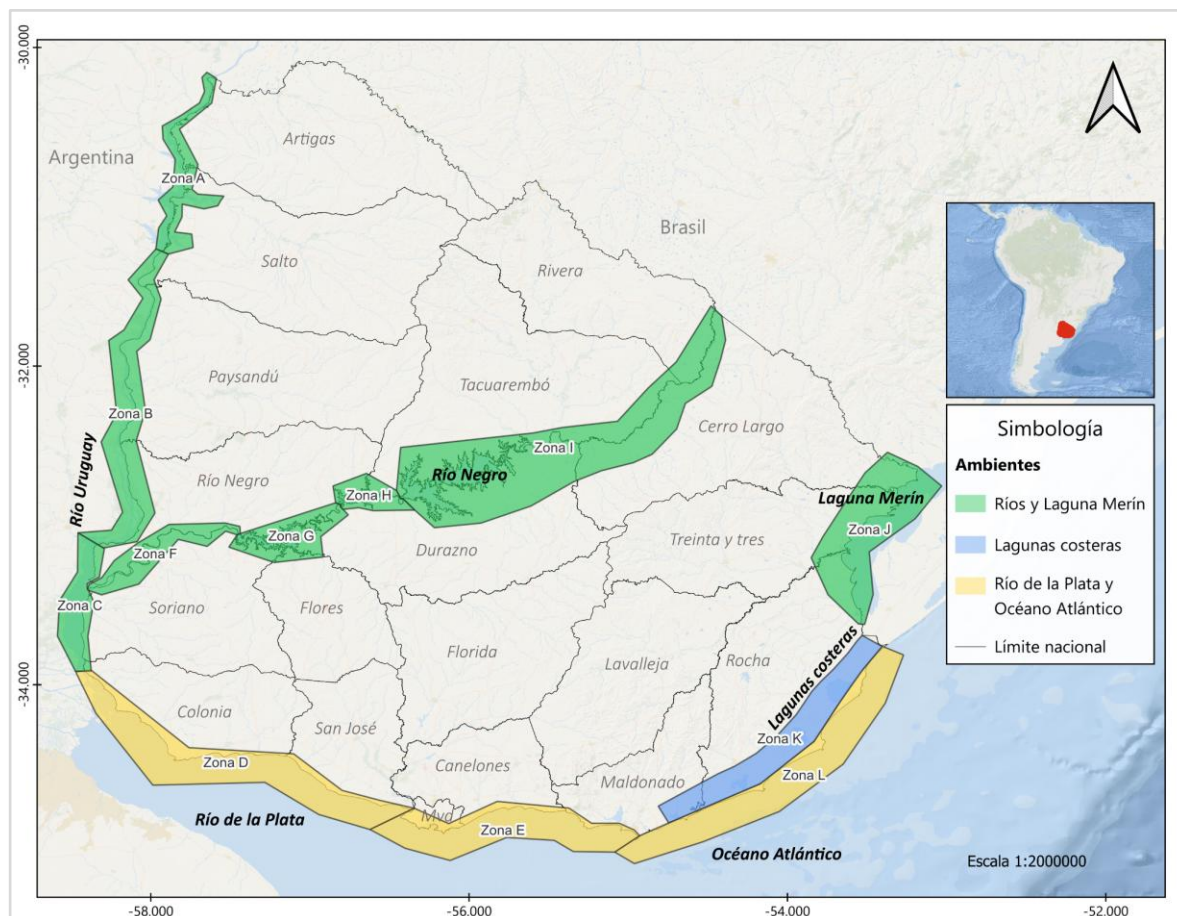 -30.000
-32.000
-34.000
-58.000
-56.000
-54.000
-52.000
Argentina
Brasil
Artigas
Zona A
Salto
Rivera
Paysandú
Tacuarembó
Zona B
Cerro Largo
Zona I
Río Uruguay
Río Negro
Río Negro
Zona H
Laguna Merín
Zona G
Zona F
Durazno
Treinta y tres
Zona J
Zona C
Soriano
Flores
Florida
Lavalleja
Rocha
Lagunas costeras
Colonia
San José
Zona K
Zona D
Canelones
Maldonado
Zona L
Mvd
Río de la Plata
Zona E
Océano Atlántico
Simbología
Ambientes
Ríos y Laguna Merín
Lagunas costeras
Río de la Plata y
Océano Atlántico
Límite nacional
Escala 1:2000000